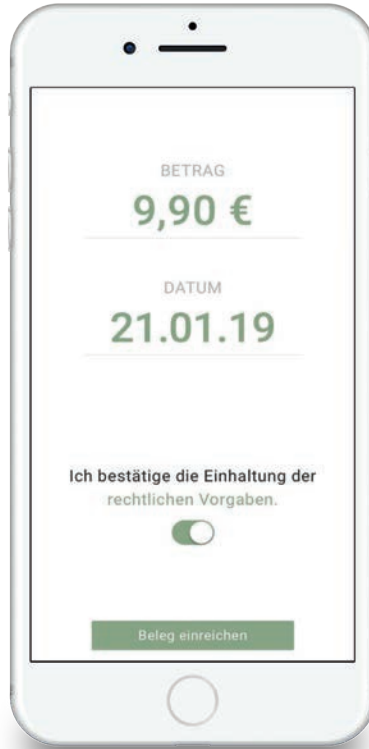 BETRAG
9,90 €
DATUM
21.01.19
Ich bestätige die Einhaltung der
rechtlichen Vorgaben.
Beleg einreichen